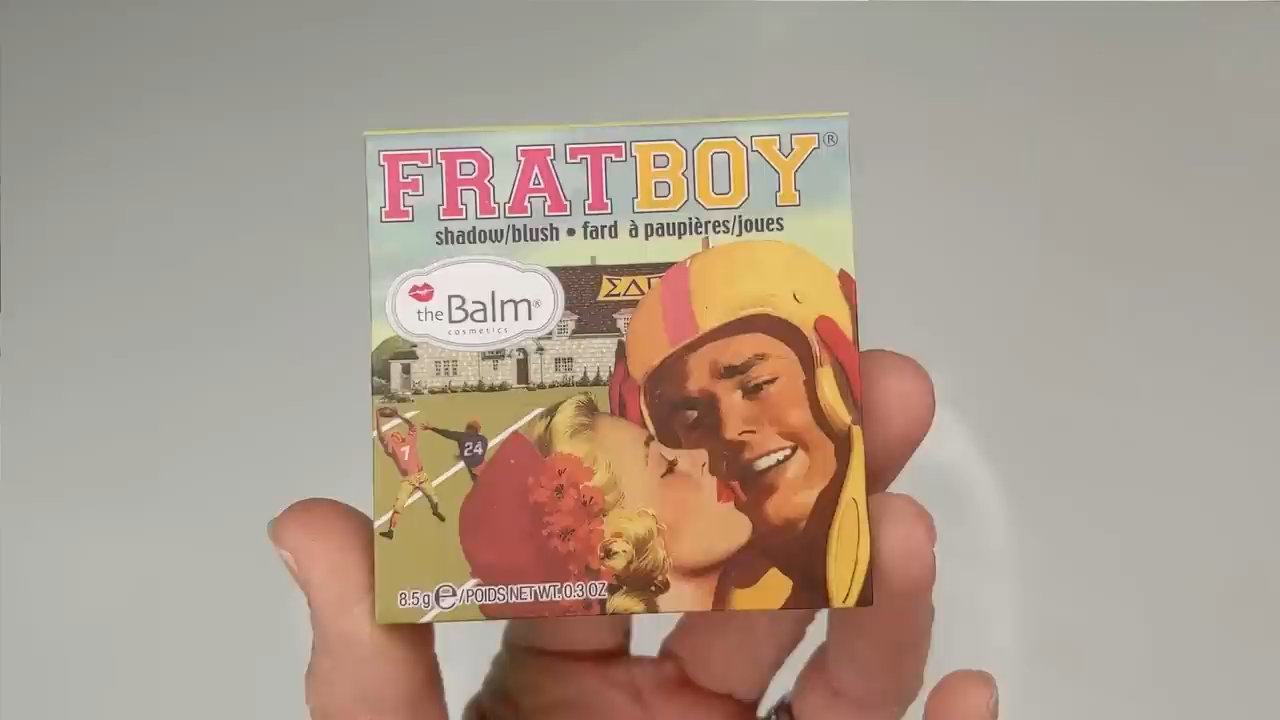 FRATBOY®
shadow/blush • fard à paupières/joues
the Balm®
cosmetics
ΣΔΓ
7
24
8.5g e/POIDS NET WT. 0.3 OZ